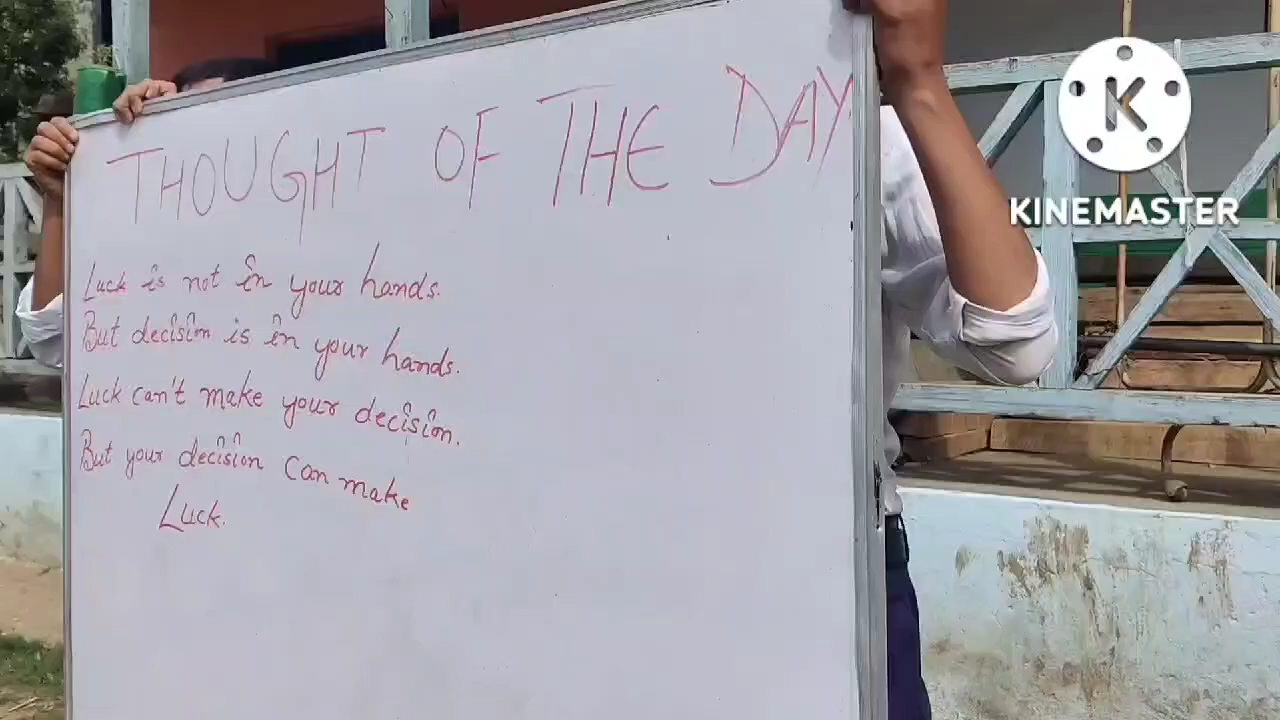 THOUGHT OF THE DAY
Luck is not in your hands.
But decision is in your hands.
Luck can't make your decision.
But your decision can make
Luck.
K
KINEMASTER